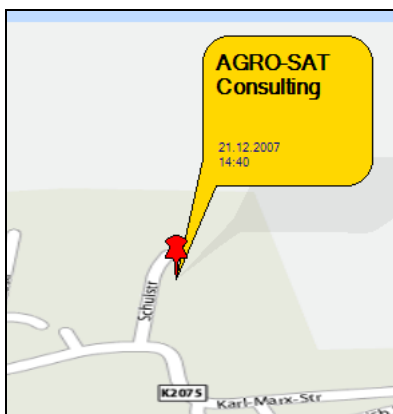 AGRO-SAT
Consulting
21.12.2007
14:40
Schulstr
K2075
Karl-Marx-Str